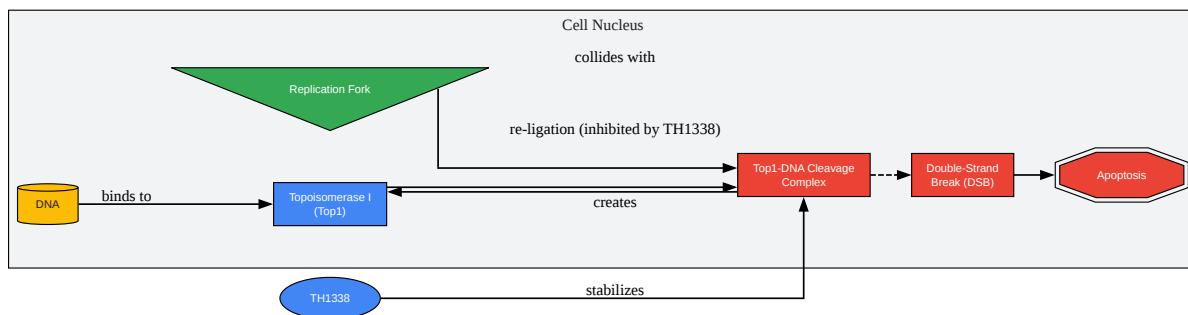 Cell Nucleus
collides with
Replication Fork
re-ligation (inhibited by TH1338)
Top1-DNA Cleavage
Complex
Double-Strand
Break (DSB)
Apoptosis
DNA
binds to
Topoisomerase I
(Top1)
creates
TH1338
stabilizes